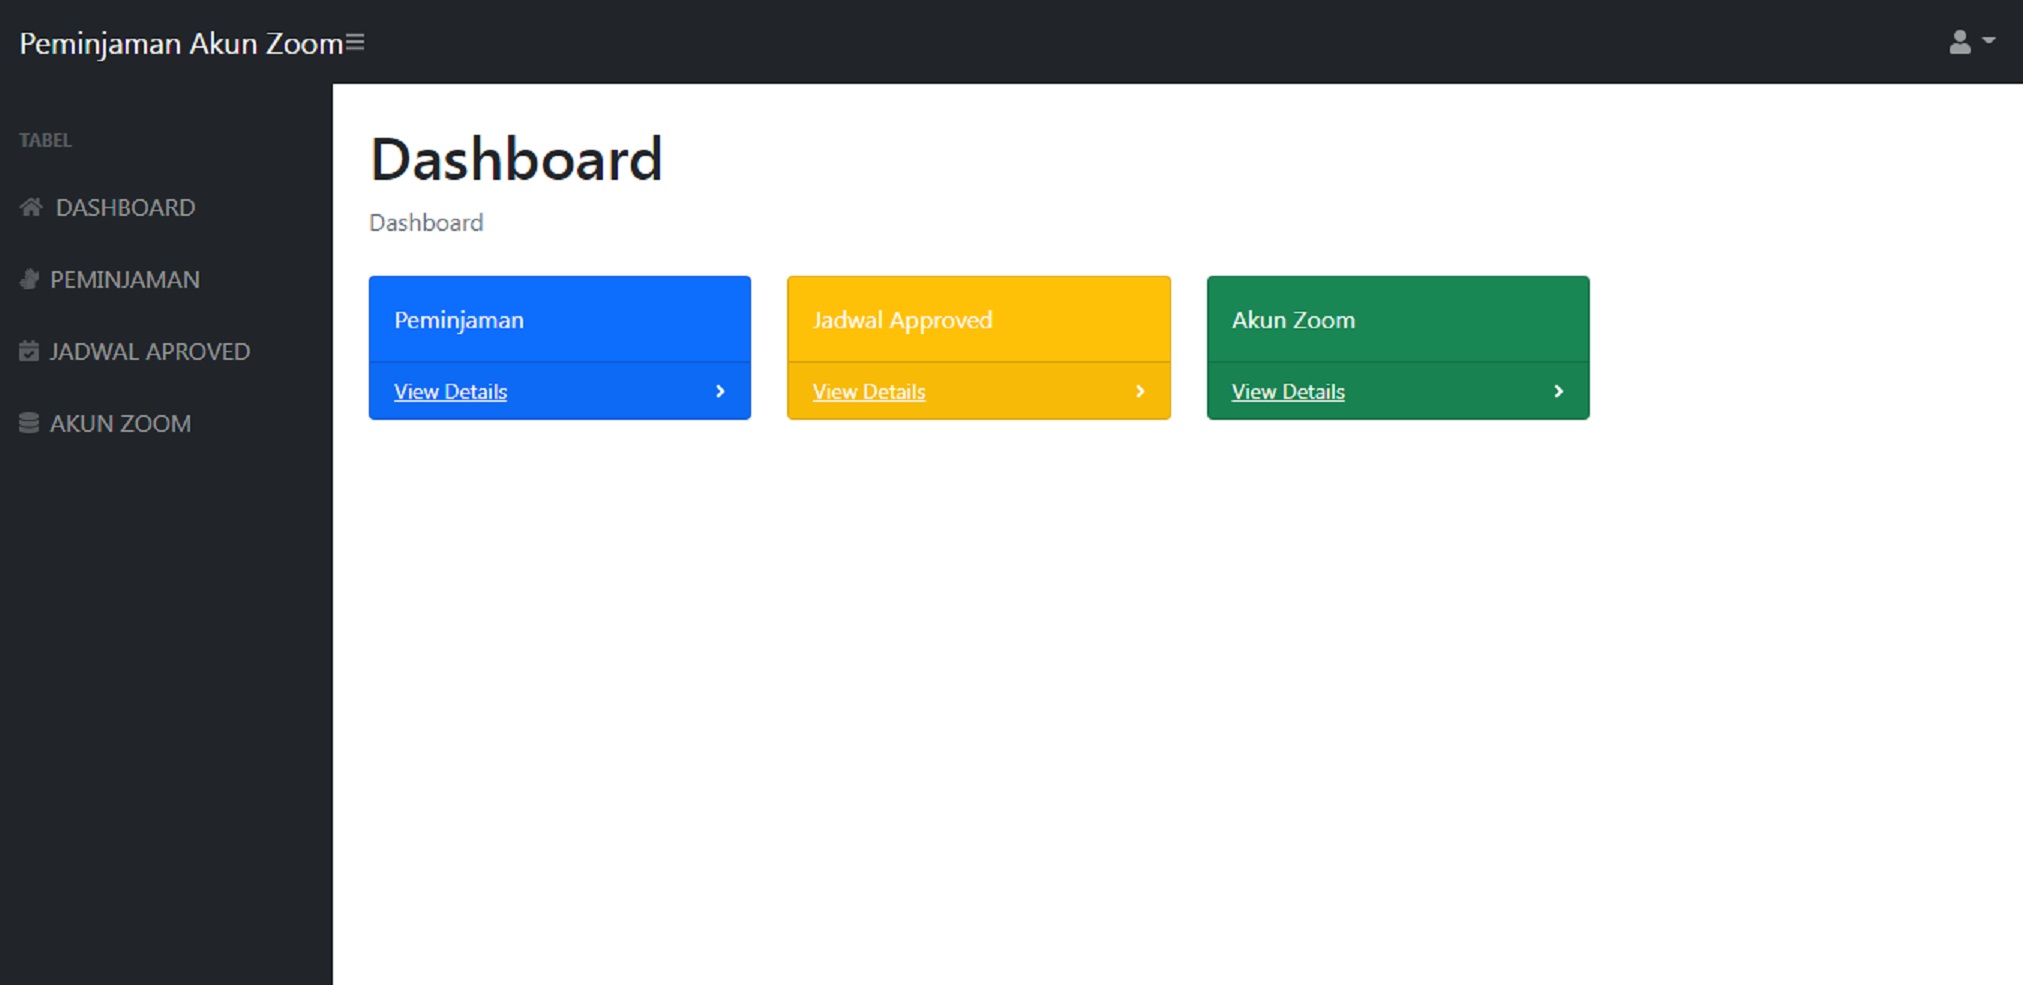 Peminjaman Akun Zoom
TABEL
DASHBOARD
PEMINJAMAN
JADWAL APROVED
AKUN ZOOM
Dashboard
Dashboard
Peminjaman
View Details
Jadwal Approved
View Details
Akun Zoom
View Details